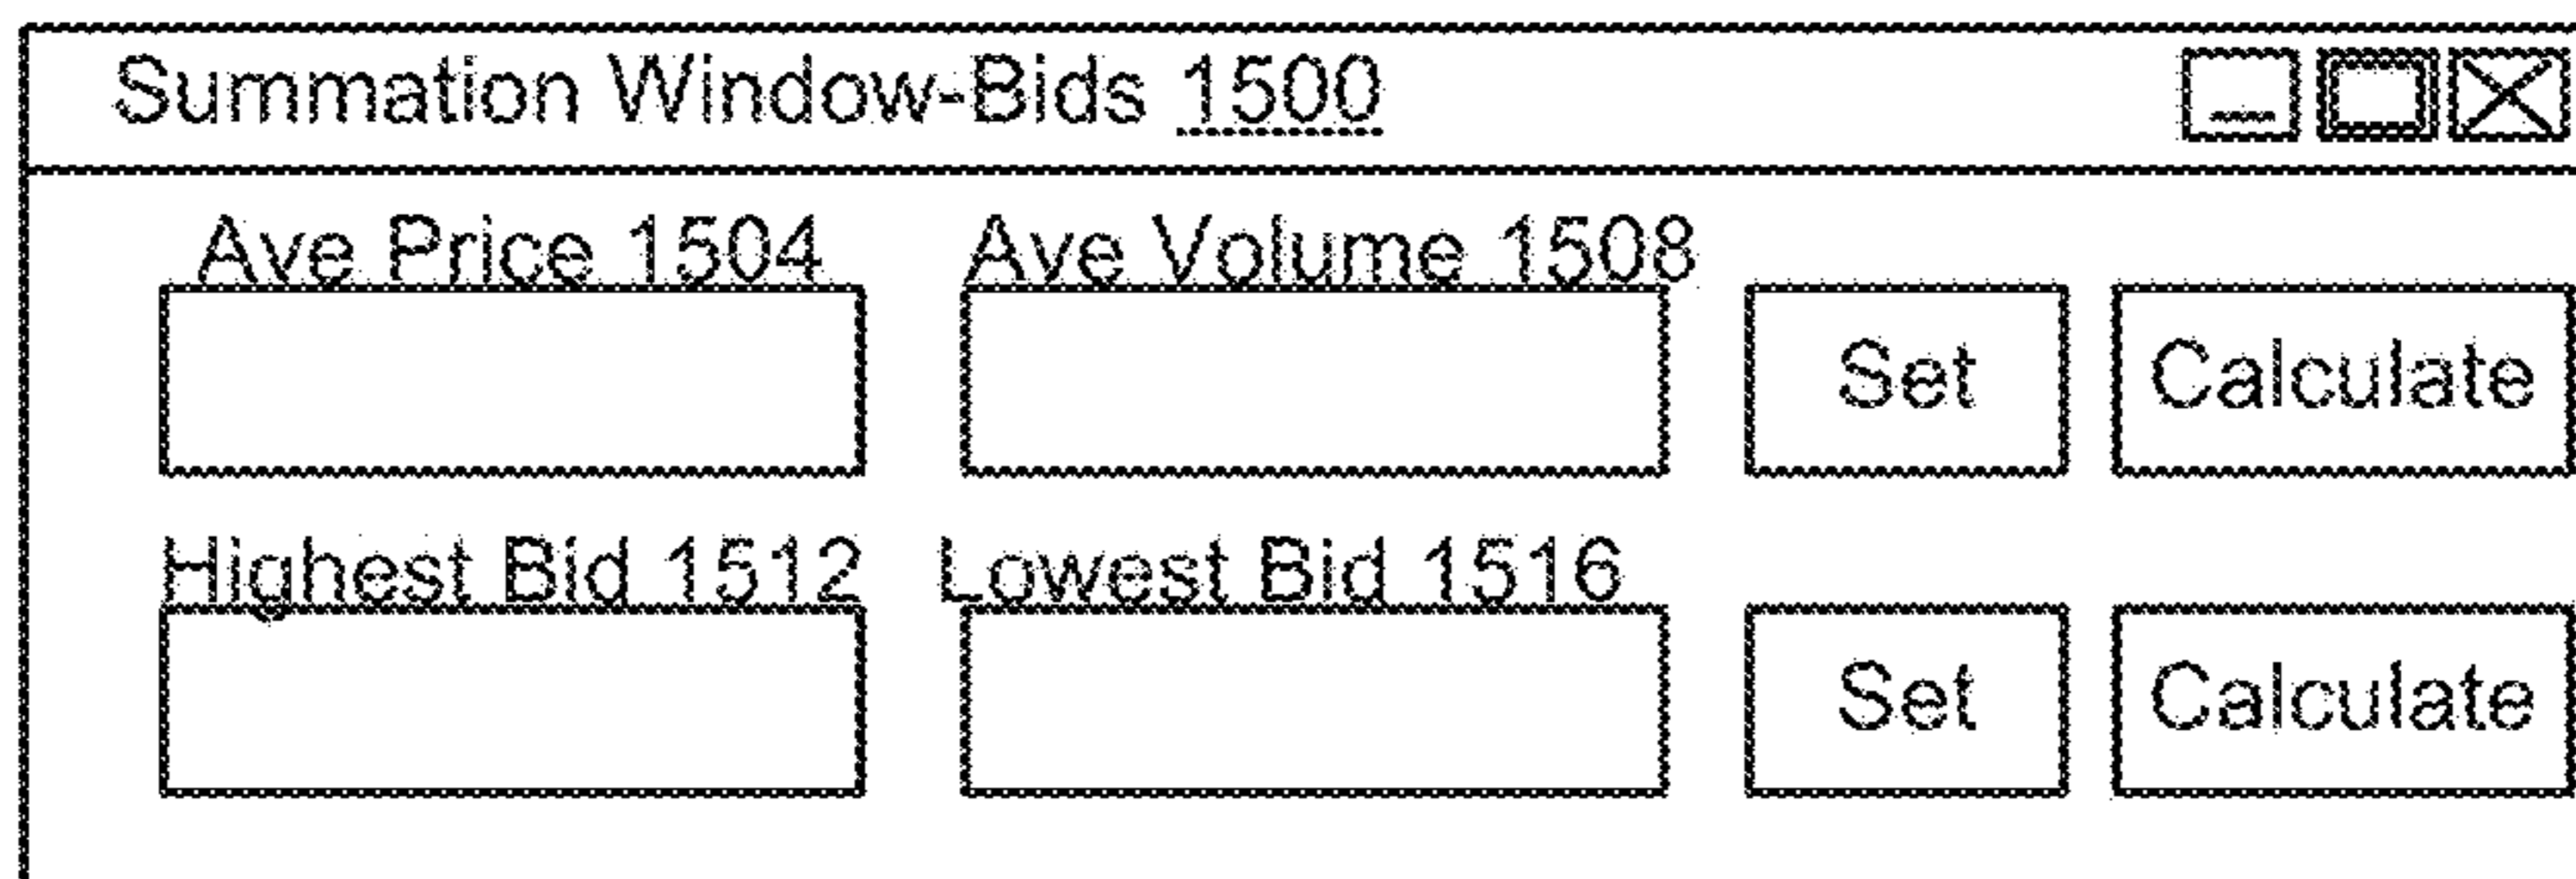 Summation Window-Bids 1500
Ave Price 1504 Ave Volume 1508
Set Calculate
Highest Bid 1512 Lowest Bid 1516
Set Calculate